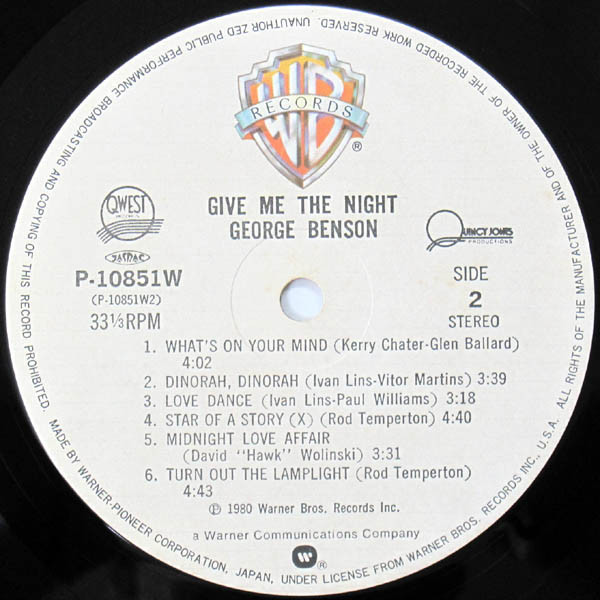 UNAUTHORIZED PUBLIC PERFORMANCE BROADCASTING AND COPYING OF THIS RECORD PROHIBITED.
ALL RIGHTS OF THE MANUFACTURER AND OF THE OWNER OF THE RECORDED WORK RESERVED.
WB
RECORDS
®
GIVE ME THE NIGHT
GEORGE BENSON
QWEST
RECORDS
JASRAC
QUINCY JONES
PRODUCTIONS
P-10851W
(P-10851W2)
33⅓RPM
SIDE
2
STEREO
1. WHAT'S ON YOUR MIND (Kerry Chater-Glen Ballard)
4:02
2. DINORAH, DINORAH (Ivan Lins-Vitor Martins) 3:39
3. LOVE DANCE (Ivan Lins-Paul Williams) 3:18
4. STAR OF A STORY (X) (Rod Temperton) 4:40
5. MIDNIGHT LOVE AFFAIR
(David "Hawk" Wolinski) 3:31
6. TURN OUT THE LAMPLIGHT (Rod Temperton)
4:43
℗ 1980 Warner Bros. Records Inc.
a Warner Communications Company
®
MADE BY WARNER-PIONEER CORPORATION, JAPAN, UNDER LICENSE FROM WARNER BROS. RECORDS INC., U.S.A.